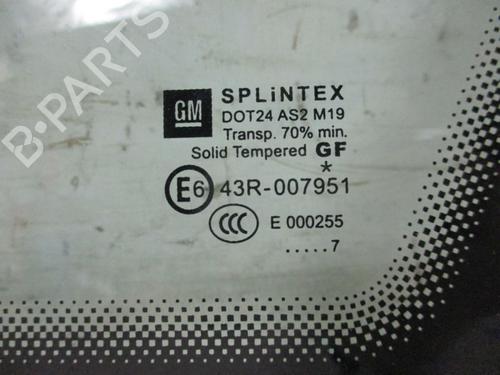 GM
SPLiNTEX
DOT24 AS2 M19
Transp. 70% min.
Solid Tempered GF
*
E6 43R-007951
CCC E 000255
.....7
B-PARTS